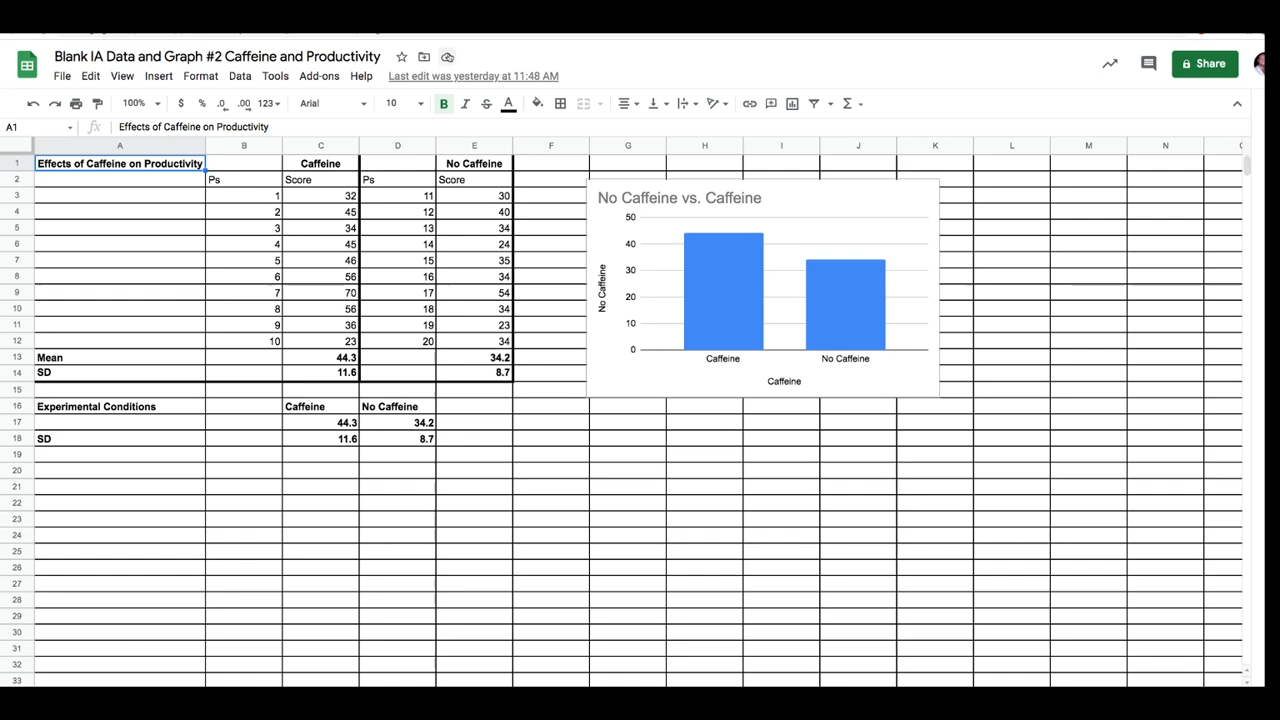 Blank IA Data and Graph #2 Caffeine and Productivity
File Edit View Insert Format Data Tools Add-ons Help Last edit was yesterday at 11:48 AM
Share
100% $ % .0 .00 123 Arial 10 B I S A
A1 fx Effects of Caffeine on Productivity
A B C D E F G H I J K L M N
1 Effects of Caffeine on Productivity Caffeine No Caffeine
2 Ps Score Ps Score
3 1 32 11 30
4 2 45 12 40
5 3 34 13 34
6 4 45 14 24
7 5 46 15 35
8 6 56 16 34
9 7 70 17 54
10 8 56 18 34
11 9 36 19 23
12 10 23 20 34
13 Mean 44.3 34.2
14 SD 11.6 8.7
15
16 Experimental Conditions Caffeine No Caffeine
17 44.3 34.2
18 SD 11.6 8.7
19
20
21
22
23
24
25
26
27
28
29
30
31
32
33
No Caffeine vs. Caffeine
50
40
30
20
10
0
No Caffeine
Caffeine No Caffeine
Caffeine